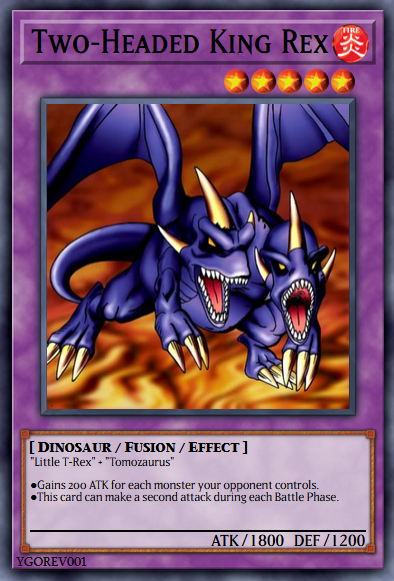 Two-Headed King Rex
FIRE
炎
[ Dinosaur / Fusion / Effect ]
"Little T-Rex" + "Tomozaurus"
●Gains 200 ATK for each monster your opponent controls.
●This card can make a second attack during each Battle Phase.
ATK/1800 DEF/1200
YGOREV001